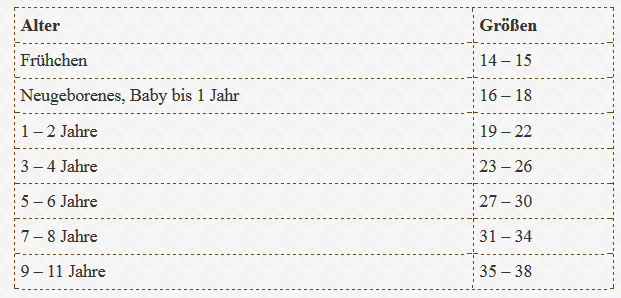 Alter Größen
Frühchen 14 – 15
Neugeborenes, Baby bis 1 Jahr 16 – 18
1 – 2 Jahre 19 – 22
3 – 4 Jahre 23 – 26
5 – 6 Jahre 27 – 30
7 – 8 Jahre 31 – 34
9 – 11 Jahre 35 – 38